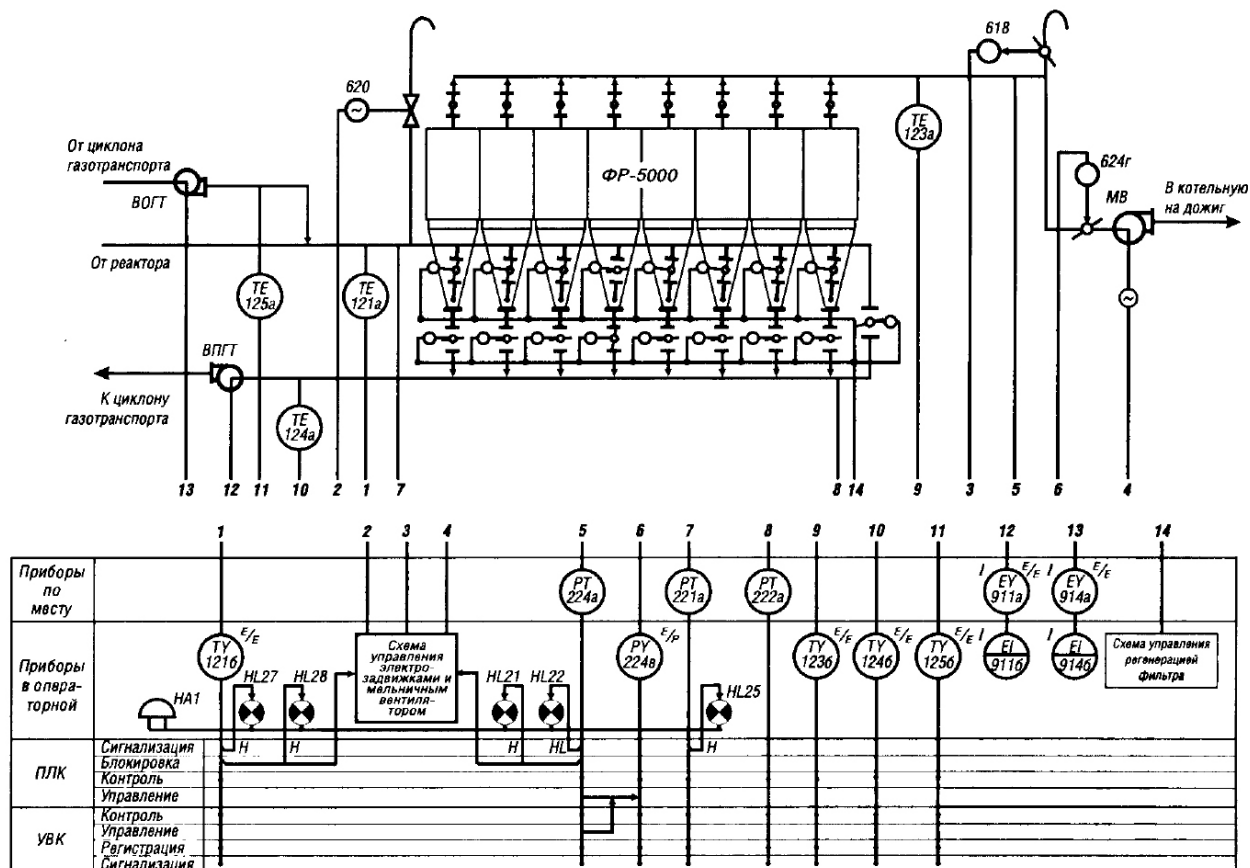 618
620
ТЕ
123а
От циклона
газотранспорта
ФР-5000
624г
В котельную
на дожиг
МВ
ВОГТ
От реактора
ТЕ
125а
ТЕ
121а
ВПГТ
К циклону
газотранспорта
ТЕ
124а
13 12 11 10 2 1 7 8 14 9 3 5 6 4
1 2 3 4 5 6 7 8 9 10 11 12 13 14
Приборы
по
месту
PT
224а
PT
221а
PT
222а
I EY E/E
911а
I EY E/E
914а
Приборы
в опера-
торной
TY E/E
121б
Схема
управления
электро-
задвижками и
мельничным
вентиля-
тором
PY E/P
224в
TY E/E
123б
TY E/E
124б
TY E/E
125б
I EI
911б
I EI
914б
Схема управления
регенерацией
фильтра
HA1
HL27
HL28
HL21
HL22
HL25
ПЛК
Сигнализация
H H H HL H
Блокировка
Контроль
Управление
УВК
Контроль
Управление
Регистрация
Сигнализация